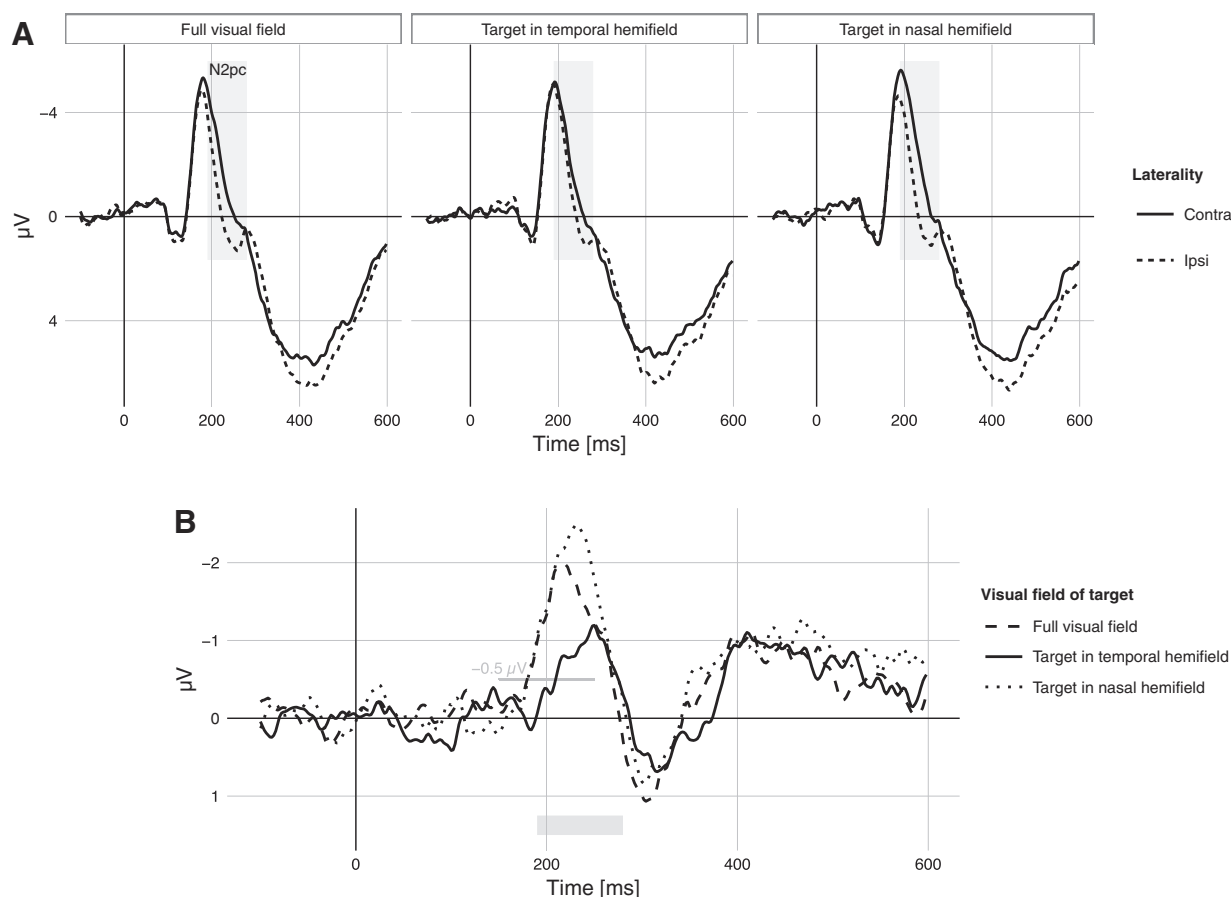 A
Full visual field
Target in temporal hemifield
Target in nasal hemifield
N2pc
−4
0
4
µV
0 200 400 600
0 200 400 600
0 200 400 600
Time [ms]
Laterality
Contra
Ipsi
B
−2
−1
0
1
µV
−0.5 µV
0 200 400 600
Time [ms]
Visual field of target
Full visual field
Target in temporal hemifield
Target in nasal hemifield